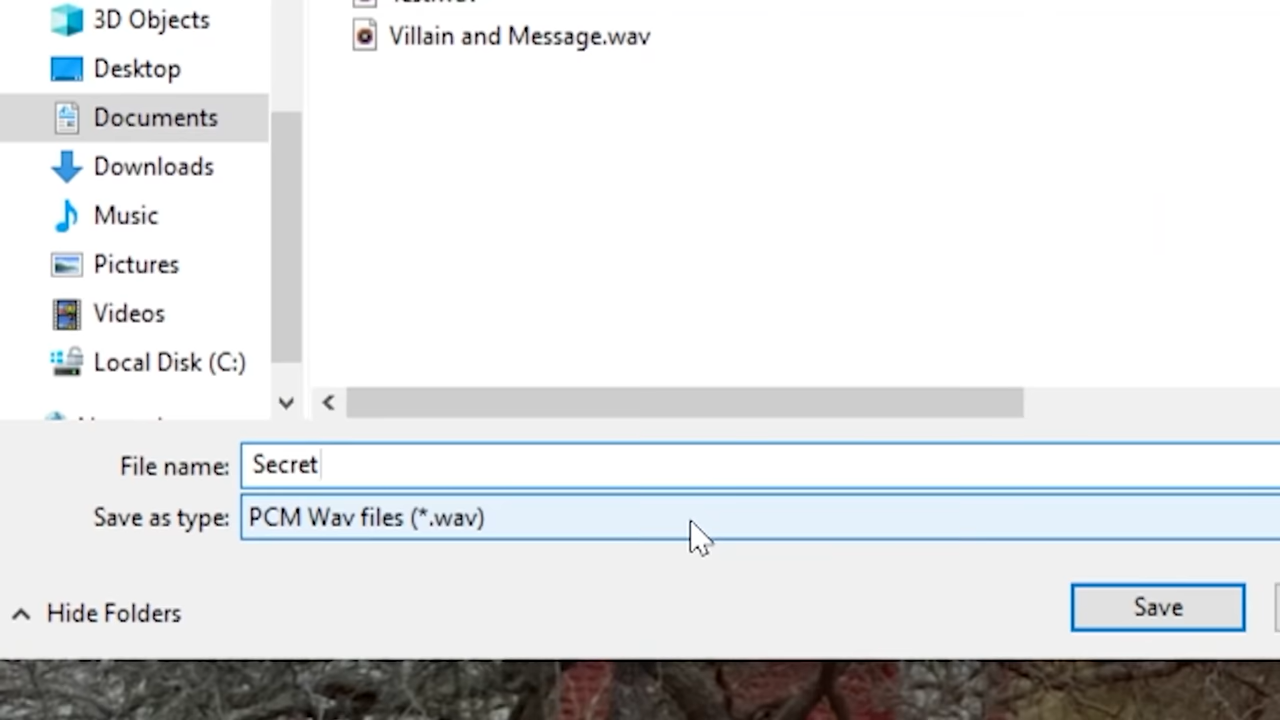 3D Objects
Villain and Message.wav
Desktop
Documents
Downloads
Music
Pictures
Videos
Local Disk (C:)
File name: Secret
Save as type: PCM Wav files (*.wav)
Hide Folders
Save